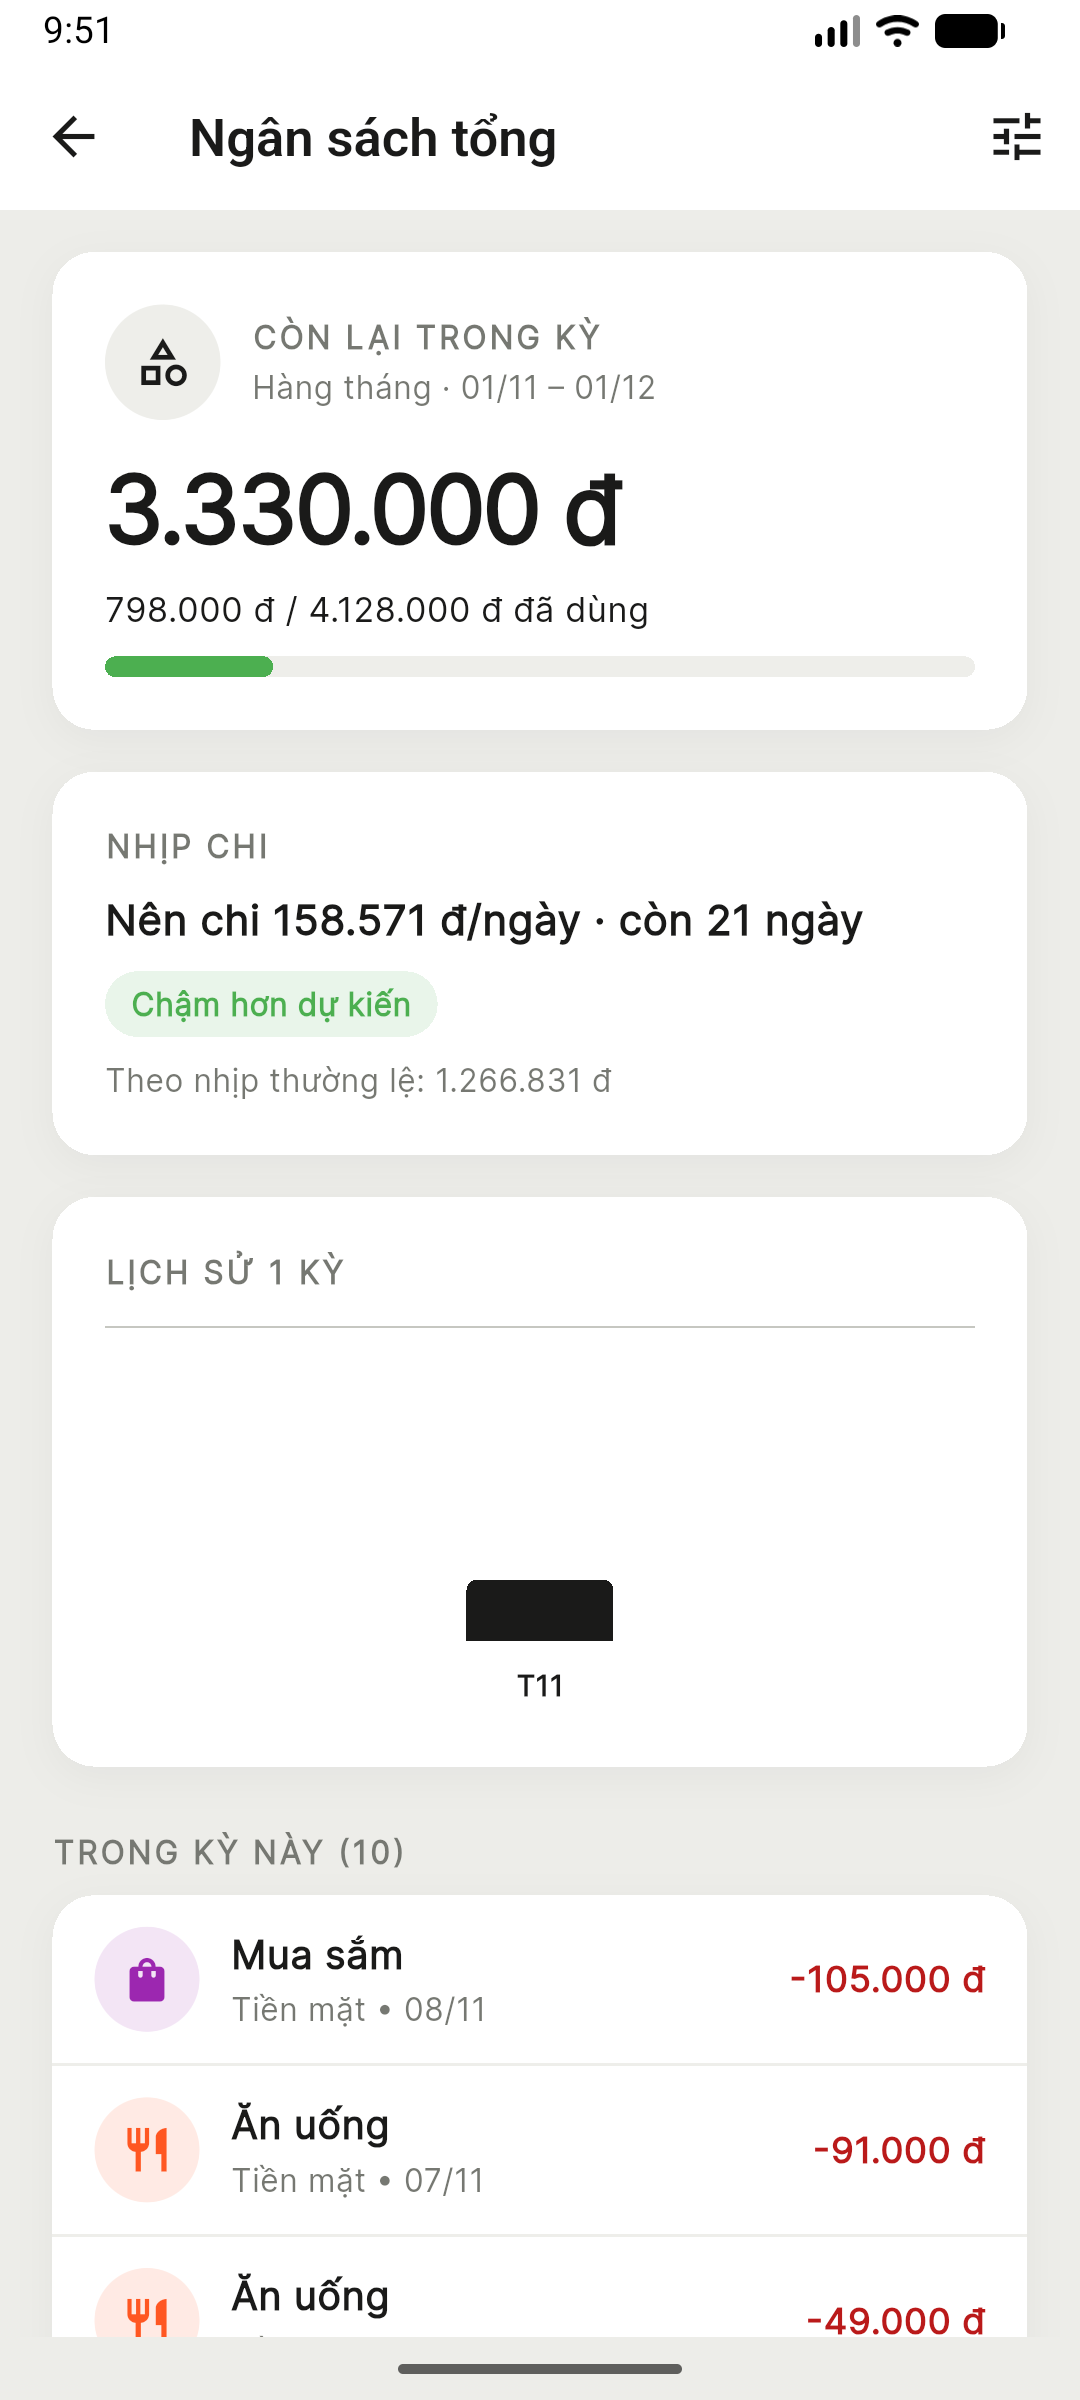 9:51
Ngân sách tổng
CÒN LẠI TRONG KỲ
Hàng tháng · 01/11 – 01/12
3.330.000 đ
798.000 đ / 4.128.000 đ đã dùng
NHỊP CHI
Nên chi 158.571 đ/ngày · còn 21 ngày
Chậm hơn dự kiến
Theo nhịp thường lệ: 1.266.831 đ
LỊCH SỬ 1 KỲ
T11
TRONG KỲ NÀY (10)
Mua sắm
-105.000 đ
Tiền mặt • 08/11
Ăn uống
-91.000 đ
Tiền mặt • 07/11
Ăn uống
-49.000 đ